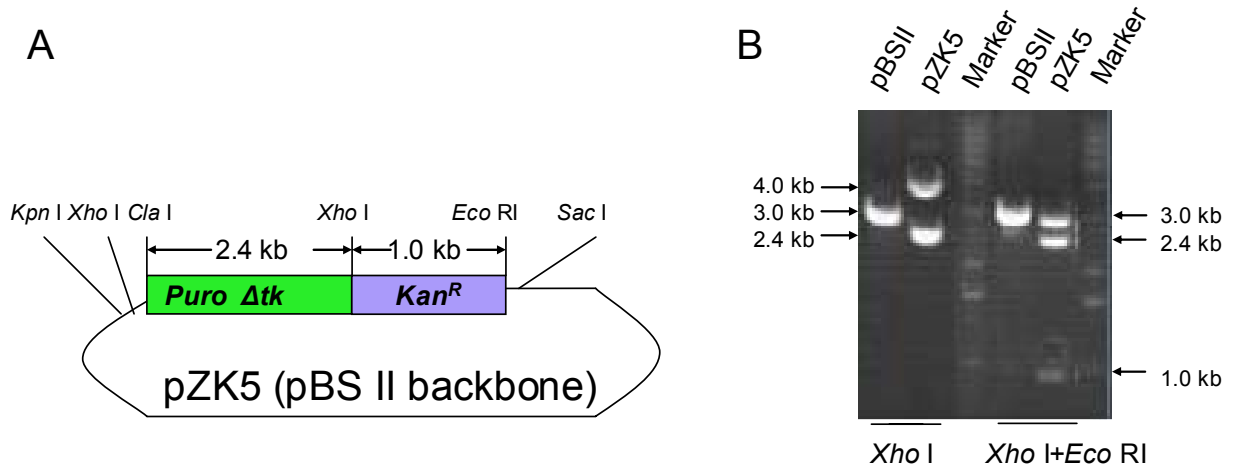 A
Kpn I Xho I Cla I Xho I Eco RI Sac I
2.4 kb 1.0 kb
Puro Δtk Kanᴿ
pZK5 (pBS II backbone)
B
pBSII pZK5 Marker pBSII pZK5 Marker
4.0 kb
3.0 kb
2.4 kb
3.0 kb
2.4 kb
1.0 kb
Xho I Xho I+Eco RI